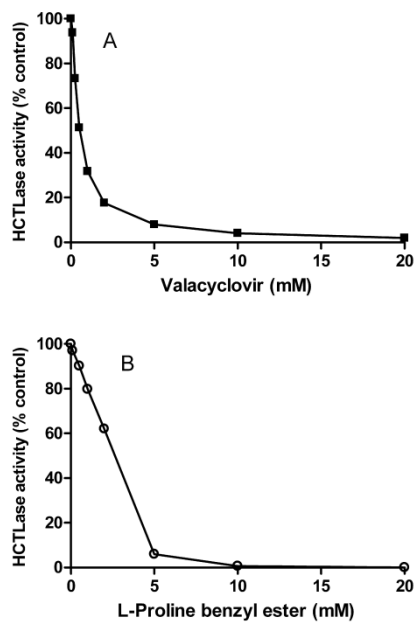 A
HCTLase activity (% control)
100
80
60
40
20
0
0 5 10 15 20
Valacyclovir (mM)
B
HCTLase activity (% control)
100
80
60
40
20
0
0 5 10 15 20
L-Proline benzyl ester (mM)